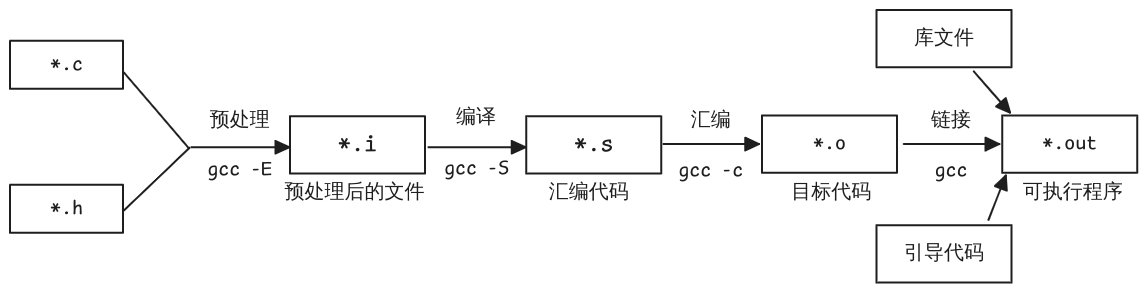 *.c
*.h
预处理
gcc -E
*.i
预处理后的文件
编译
gcc -S
*.s
汇编代码
汇编
gcc -c
*.o
目标代码
库文件
链接
gcc
引导代码
*.out
可执行程序